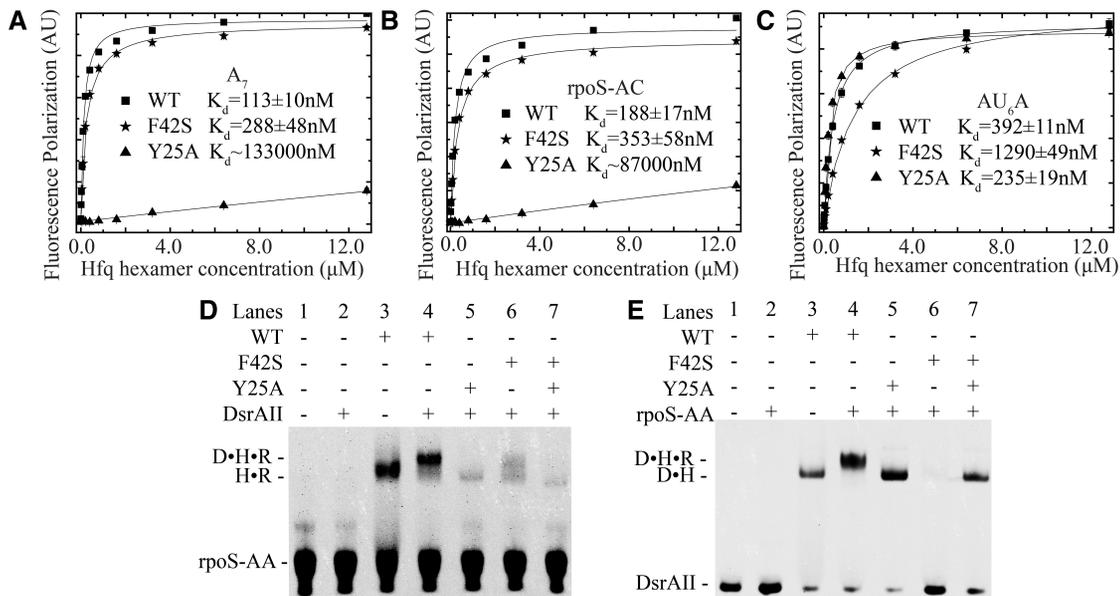 A
Fluorescence Polarization (AU)
A7
WT Kd=113±10nM
F42S Kd=288±48nM
Y25A Kd~133000nM
0.0 4.0 8.0 12.0
Hfq hexamer concentration (μM)
B
Fluorescence Polarization (AU)
rpoS-AC
WT Kd=188±17nM
F42S Kd=353±58nM
Y25A Kd~87000nM
0.0 4.0 8.0 12.0
Hfq hexamer concentration (μM)
C
Fluorescence Polarization (AU)
AU6A
WT Kd=392±11nM
F42S Kd=1290±49nM
Y25A Kd=235±19nM
0.0 4.0 8.0 12.0
Hfq hexamer concentration (μM)
D
Lanes 1 2 3 4 5 6 7
WT - - + + - - -
F42S - - - - - + +
Y25A - - - - + - +
DsrAII - + - + + + +
D•H•R -
H•R -
rpoS-AA -
E
Lanes 1 2 3 4 5 6 7
WT - - + + - - -
F42S - - - - - + +
Y25A - - - - + - +
rpoS-AA - + - + + + +
D•H•R -
D•H -
DsrAII -